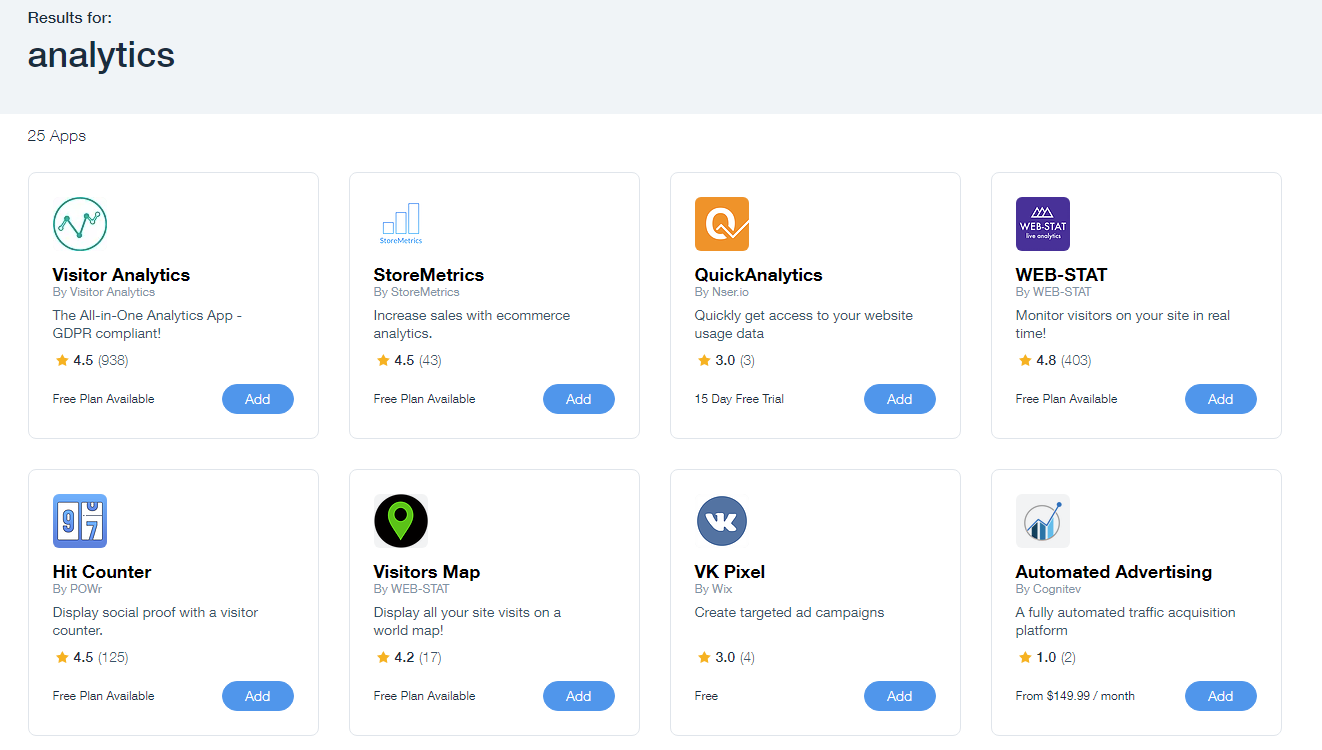 Results for:
analytics
25 Apps
Visitor Analytics
By Visitor Analytics
The All-in-One Analytics App -
GDPR compliant!
4.5 (938)
Free Plan Available
Add
StoreMetrics
StoreMetrics
By StoreMetrics
Increase sales with ecommerce
analytics.
4.5 (43)
Free Plan Available
Add
QuickAnalytics
By Nser.io
Quickly get access to your website
usage data
3.0 (3)
15 Day Free Trial
Add
WEB-STAT
live analytics
WEB-STAT
By WEB-STAT
Monitor visitors on your site in real
time!
4.8 (403)
Free Plan Available
Add
9 0 7
Hit Counter
By POWr
Display social proof with a visitor
counter.
4.5 (125)
Free Plan Available
Add
Visitors Map
By WEB-STAT
Display all your site visits on a
world map!
4.2 (17)
Free Plan Available
Add
VK Pixel
By Wix
Create targeted ad campaigns
3.0 (4)
Free
Add
Automated Advertising
By Cognitev
A fully automated traffic acquisition
platform
1.0 (2)
From $149.99 / month
Add